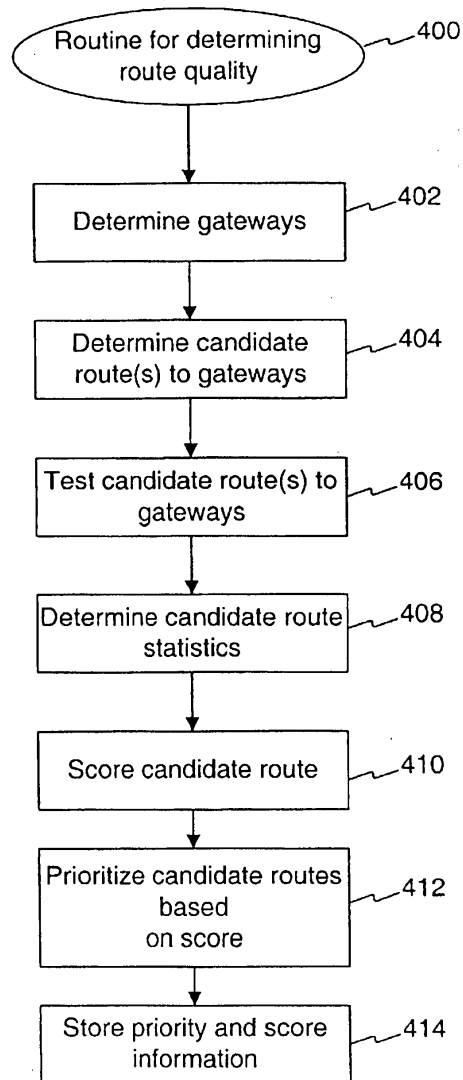 Routine for determining
route quality
400
Determine gateways
402
Determine candidate
route(s) to gateways
404
Test candidate route(s) to
gateways
406
Determine candidate route
statistics
408
Score candidate route
410
Prioritize candidate routes
based
on score
412
Store priority and score
information
414